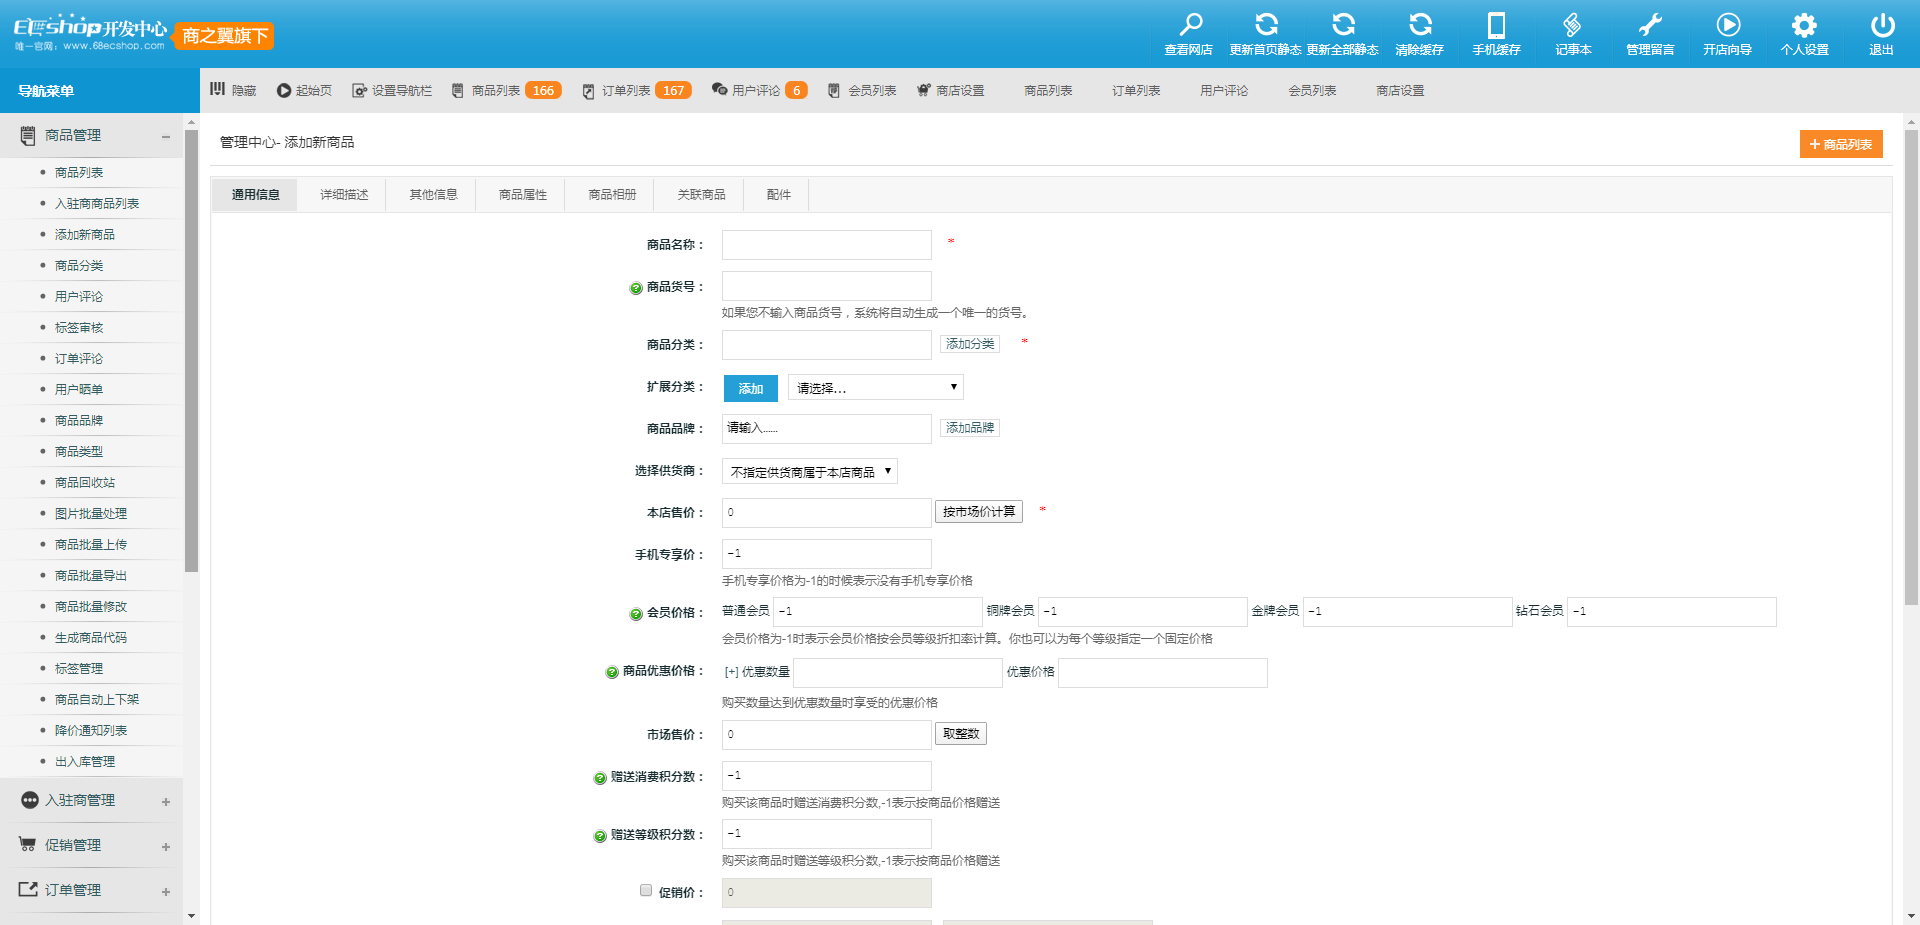 ECshop开发中心
唯一官网：www.68ecshop.com
商之翼旗下
查看网店 更新首页静态 更新全部静态 清除缓存 手机缓存 记事本 管理留言 开店向导 个人设置 退出
导航菜单
隐藏 起始页 设置导航栏 商品列表 166 订单列表 167 用户评论 6 会员列表 商店设置 商品列表 订单列表 用户评论 会员列表 商店设置
商品管理
商品列表
入驻商商品列表
添加新商品
商品分类
用户评论
标签审核
订单评论
用户晒单
商品品牌
商品类型
商品回收站
图片批量处理
商品批量上传
商品批量导出
商品批量修改
生成商品代码
标签管理
商品自动上下架
降价通知列表
出入库管理
入驻商管理
促销管理
订单管理
管理中心- 添加新商品
+ 商品列表
通用信息 详细描述 其他信息 商品属性 商品相册 关联商品 配件
商品名称： *
商品货号：
如果您不输入商品货号，系统将自动生成一个唯一的货号。
商品分类： 添加分类 *
扩展分类： 添加 请选择...
商品品牌： 请输入...... 添加品牌
选择供货商： 不指定供货商属于本店商品
本店售价： 0 按市场价计算 *
手机专享价： -1
手机专享价格为-1的时候表示没有手机专享价格
会员价格： 普通会员 -1 铜牌会员 -1 金牌会员 -1 钻石会员 -1
会员价格为-1时表示会员价格按会员等级折扣率计算。你也可以为每个等级指定一个固定价格
商品优惠价格： [+] 优惠数量 优惠价格
购买数量达到优惠数量时享受的优惠价格
市场售价： 0 取整数
赠送消费积分数： -1
购买该商品时赠送消费积分数,-1表示按商品价格赠送
赠送等级积分数： -1
购买该商品时赠送等级积分数,-1表示按商品价格赠送
促销价： 0